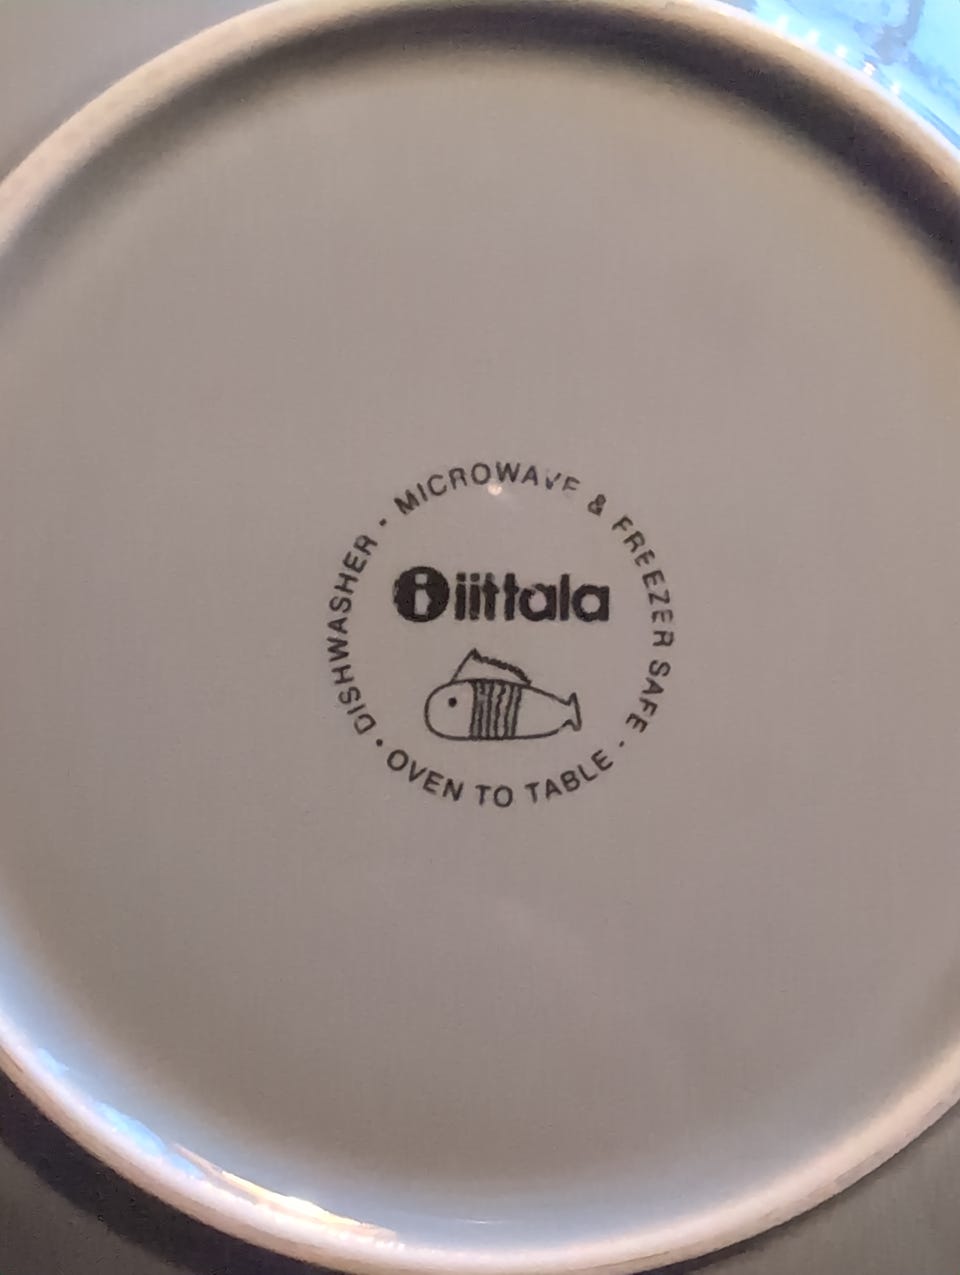 DISHWASHER · MICROWAVE & FREEZER SAFE · OVEN TO TABLE ·
i iittala